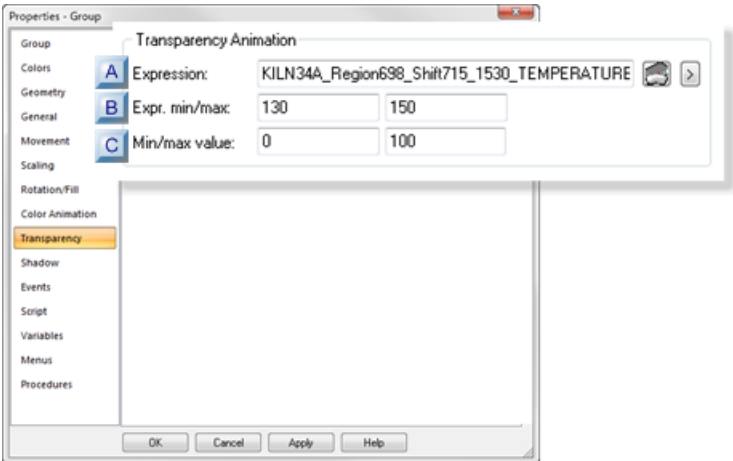 Properties - Group
Group
Colors
Geometry
General
Movement
Scaling
Rotation/Fill
Color Animation
Transparency
Shadow
Events
Script
Variables
Menus
Procedures
Transparency Animation
A Expression: KILN34A_Region698_Shift715_1530_TEMPERATURE >
B Expr. min/max: 130 150
C Min/max value: 0 100
OK Cancel Apply Help